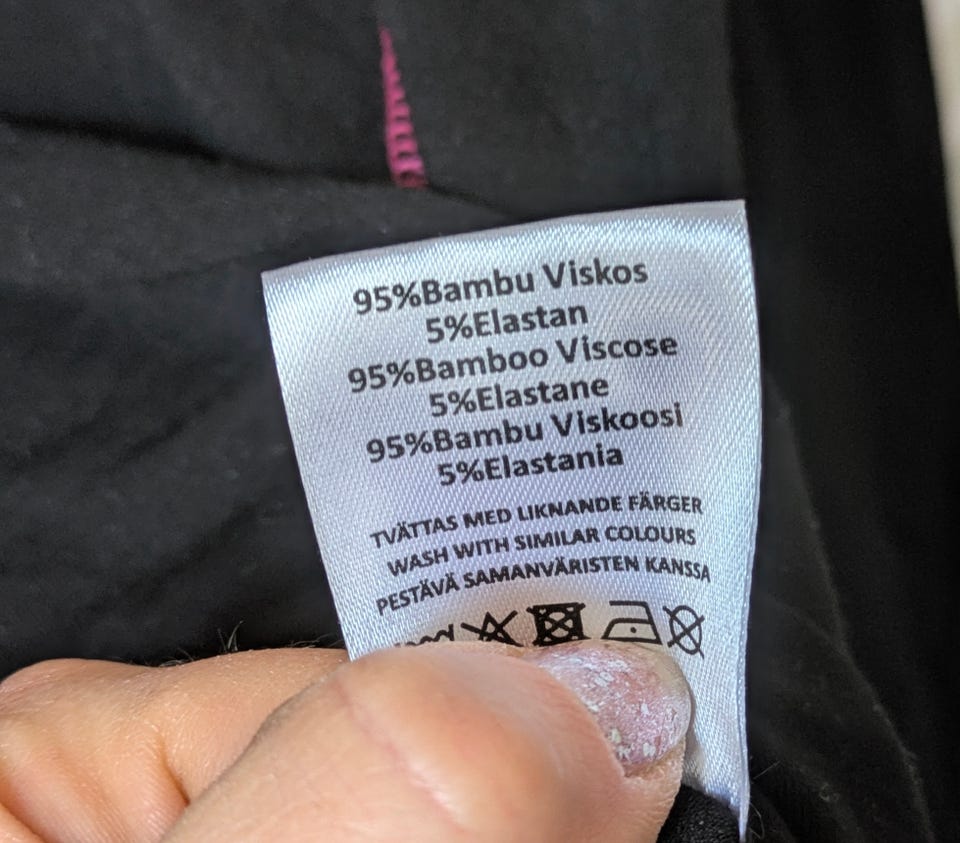 95%Bambu Viskos
5%Elastan
95%Bamboo Viscose
5%Elastane
95%Bambu Viskoosi
5%Elastania
TVÄTTAS MED LIKNANDE FÄRGER
WASH WITH SIMILAR COLOURS
PESTÄVÄ SAMANVÄRISTEN KANSSA